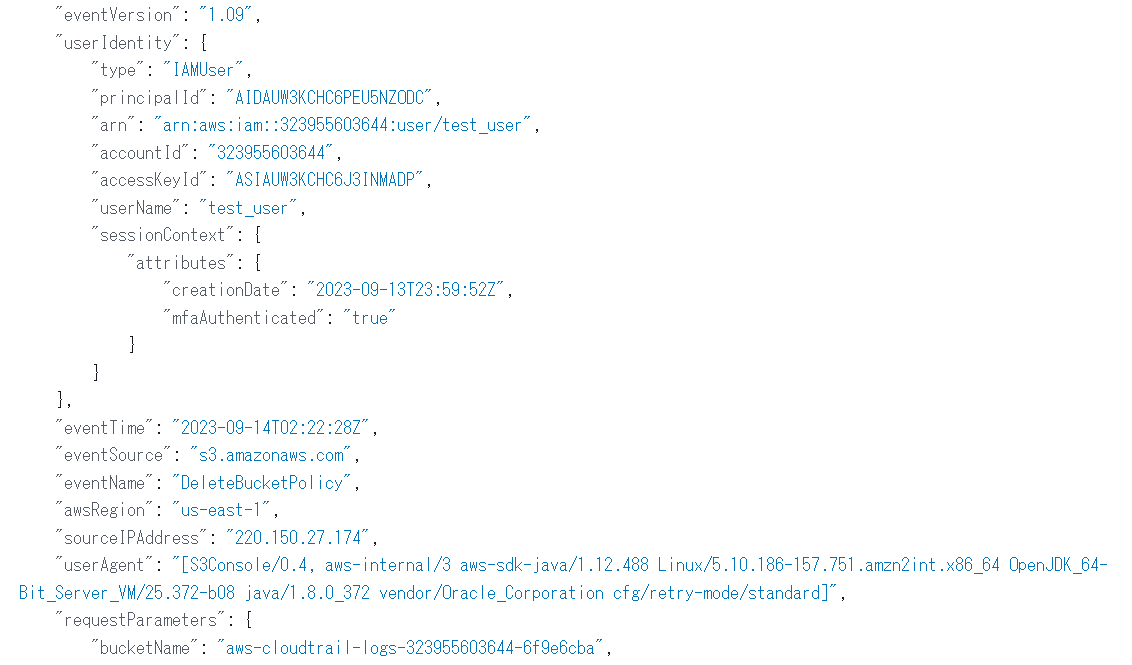 "eventVersion": "1.09",
"userIdentity": {
"type": "IAMUser",
"principalId": "AIDAUW3KCHC6PEU5NZODC",
"arn": "arn:aws:iam::323955603644:user/test_user",
"accountId": "323955603644",
"accessKeyId": "ASIAUW3KCHC6J3INMADP",
"userName": "test_user",
"sessionContext": {
"attributes": {
"creationDate": "2023-09-13T23:59:52Z",
"mfaAuthenticated": "true"
}
}
},
"eventTime": "2023-09-14T02:22:28Z",
"eventSource": "s3.amazonaws.com",
"eventName": "DeleteBucketPolicy",
"awsRegion": "us-east-1",
"sourceIPAddress": "220.150.27.174",
"userAgent": "[S3Console/0.4, aws-internal/3 aws-sdk-java/1.12.488 Linux/5.10.186-157.751.amzn2int.x86_64 OpenJDK_64-
Bit_Server_VM/25.372-b08 java/1.8.0_372 vendor/Oracle_Corporation cfg/retry-mode/standard]",
"requestParameters": {
"bucketName": "aws-cloudtrail-logs-323955603644-6f9e6cba",